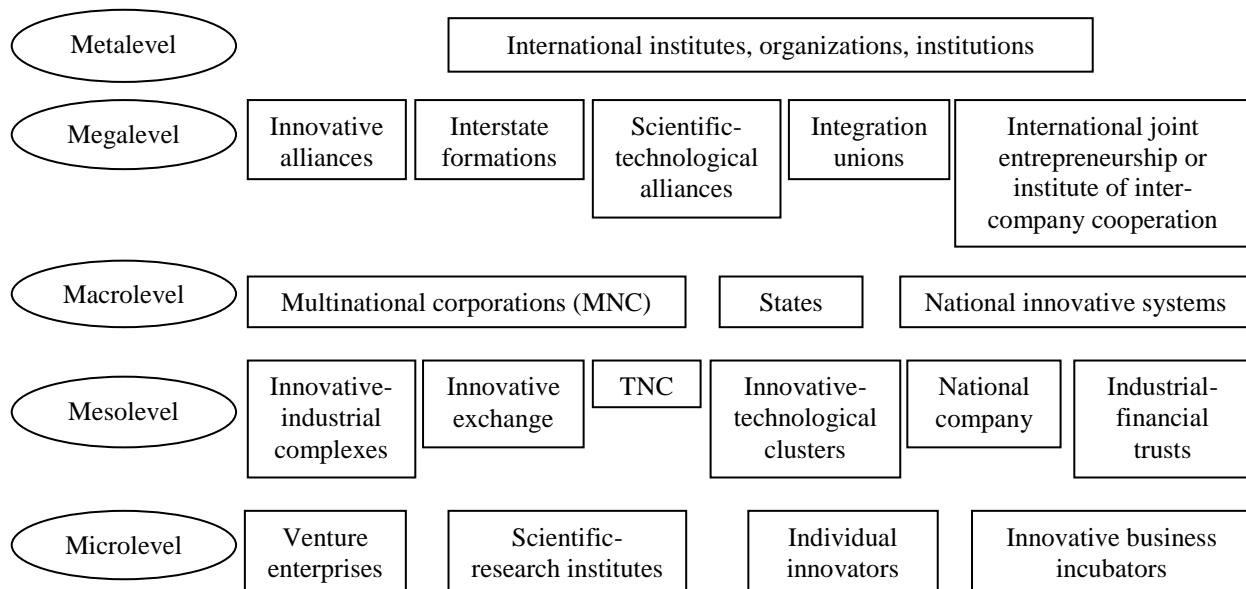 Metalevel
International institutes, organizations, institutions
Megalevel
Innovative
alliances
Interstate
formations
Scientific-
technological
alliances
Integration
unions
International joint
entrepreneurship or
institute of inter-
company cooperation
Macrolevel
Multinational corporations (MNC)
States
National innovative systems
Mesolevel
Innovative-
industrial
complexes
Innovative
exchange
TNC
Innovative-
technological
clusters
National
company
Industrial-
financial
trusts
Microlevel
Venture
enterprises
Scientific-
research institutes
Individual
innovators
Innovative business
incubators